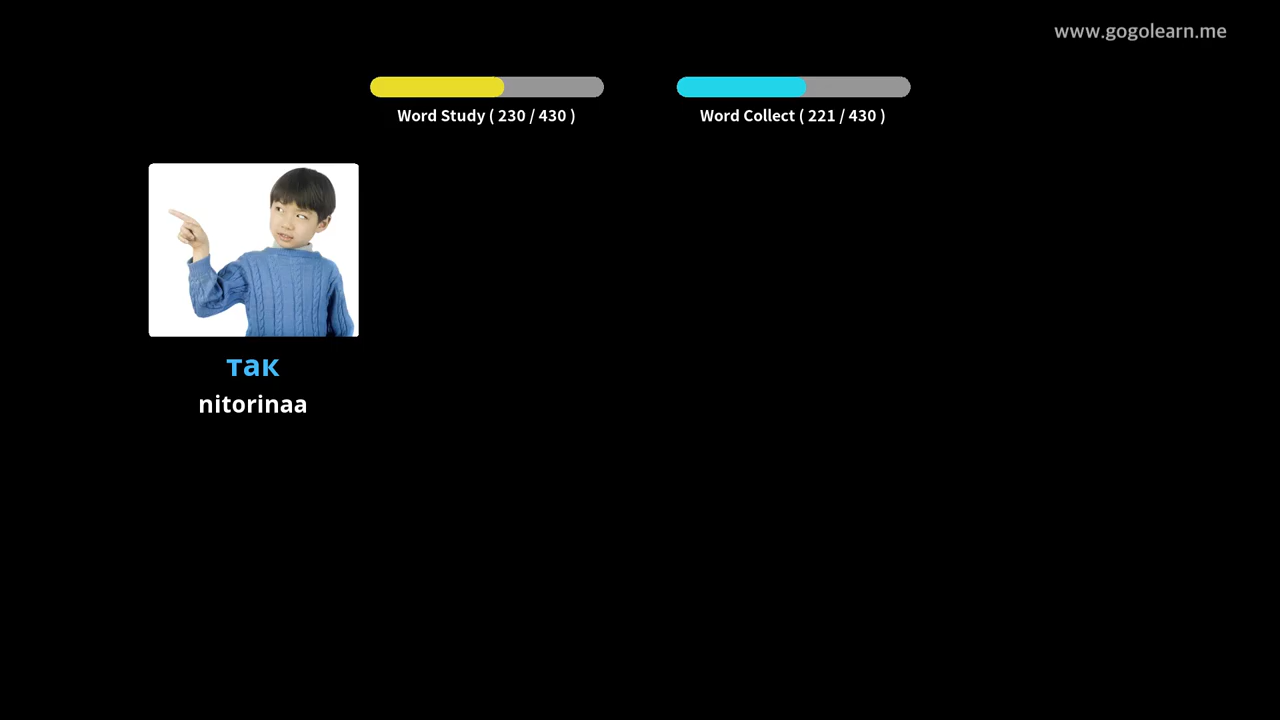 www.gogolearn.me
Word Study ( 230 / 430 )
Word Collect ( 221 / 430 )
так
nitorinaa